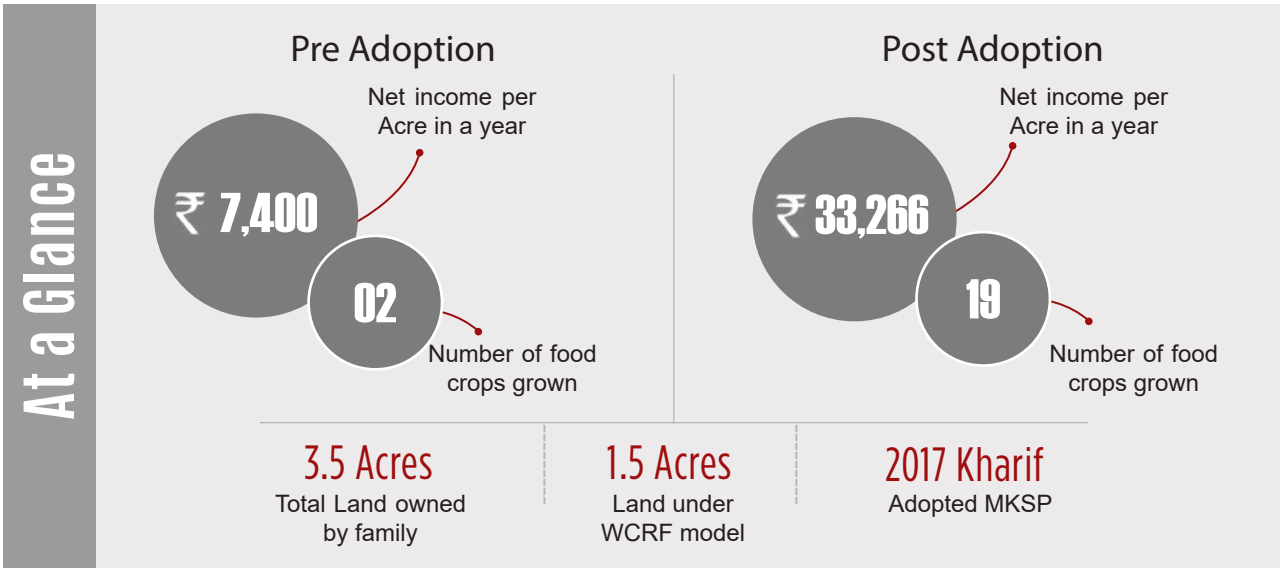 At a Glance
Pre Adoption
Net income per
Acre in a year
₹ 7,400
02
Number of food
crops grown
Post Adoption
Net income per
Acre in a year
₹ 33,266
19
Number of food
crops grown
3.5 Acres
Total Land owned
by family
1.5 Acres
Land under
WCRF model
2017 Kharif
Adopted MKSP